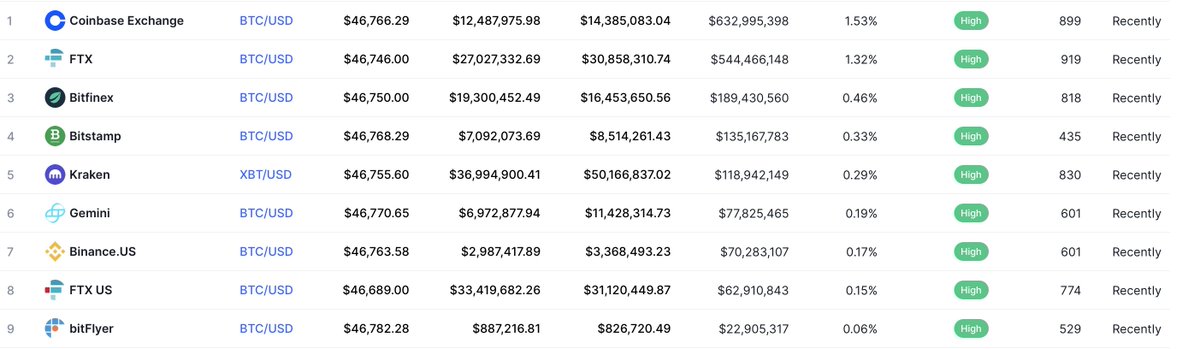 1 Coinbase Exchange BTC/USD $46,766.29 $12,487,975.98 $14,385,083.04 $632,995,398 1.53% High 899 Recently
2 FTX BTC/USD $46,746.00 $27,027,332.69 $30,858,310.74 $544,466,148 1.32% High 919 Recently
3 Bitfinex BTC/USD $46,750.00 $19,300,452.49 $16,453,650.56 $189,430,560 0.46% High 818 Recently
4 Bitstamp BTC/USD $46,768.29 $7,092,073.69 $8,514,261.43 $135,167,783 0.33% High 435 Recently
5 Kraken XBT/USD $46,755.60 $36,994,900.41 $50,166,837.02 $118,942,149 0.29% High 830 Recently
6 Gemini BTC/USD $46,770.65 $6,972,877.94 $11,428,314.73 $77,825,465 0.19% High 601 Recently
7 Binance.US BTC/USD $46,763.58 $2,987,417.89 $3,368,493.23 $70,283,107 0.17% High 601 Recently
8 FTX US BTC/USD $46,689.00 $33,419,682.26 $31,120,449.87 $62,910,843 0.15% High 774 Recently
9 bitFlyer BTC/USD $46,782.28 $887,216.81 $826,720.49 $22,905,317 0.06% High 529 Recently